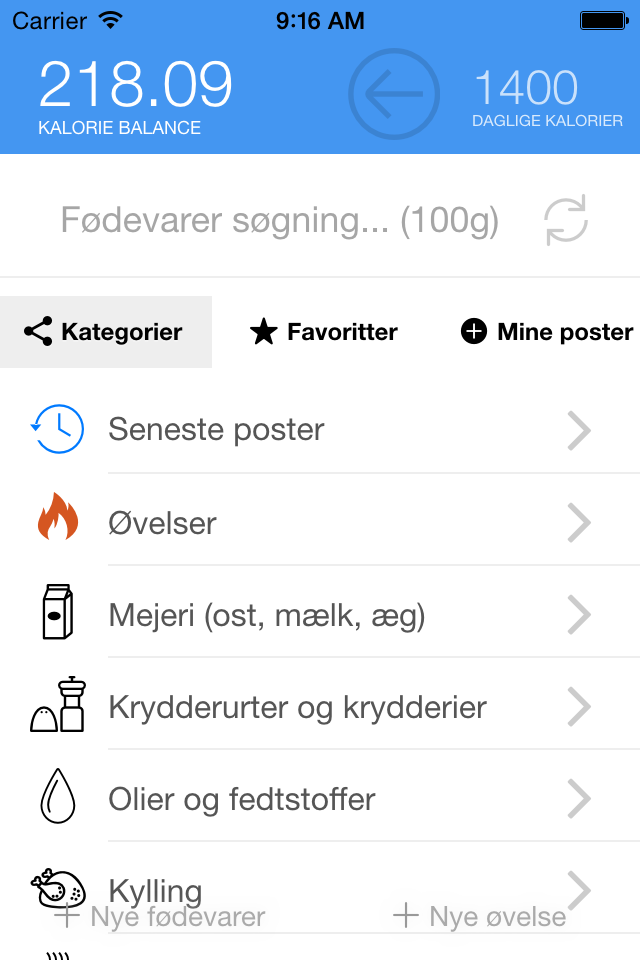 Carrier 9:16 AM
218.09 1400
KALORIE BALANCE DAGLIGE KALORIER
Fødevarer søgning... (100g)
Kategorier Favoritter Mine poster
Seneste poster
Øvelser
Mejeri (ost, mælk, æg)
Krydderurter og krydderier
Olier og fedtstoffer
Kylling
Nye fødevarer Nye øvelse